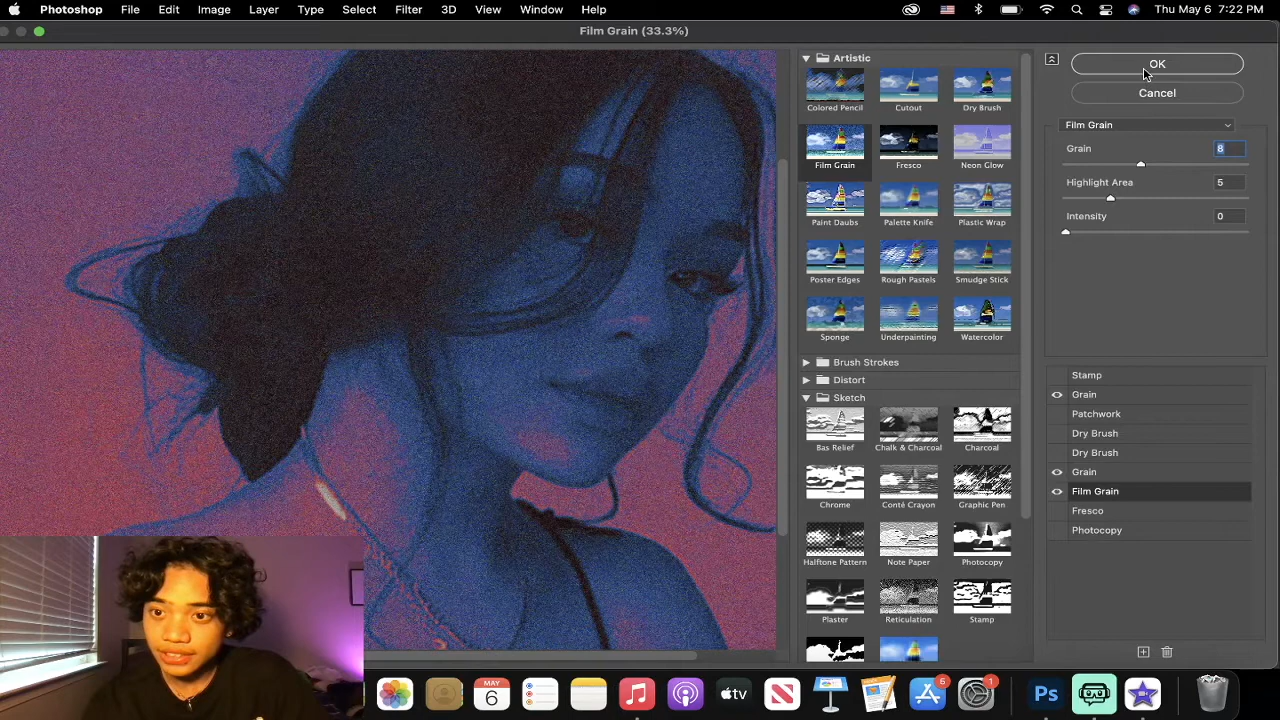 Photoshop File Edit Image Layer Type Select Filter 3D View Window Help Thu May 6 7:22 PM
Film Grain (33.3%)
Artistic
Colored Pencil Cutout Dry Brush
Film Grain Fresco Neon Glow
Paint Daubs Palette Knife Plastic Wrap
Poster Edges Rough Pastels Smudge Stick
Sponge Underpainting Watercolor
Brush Strokes
Distort
Sketch
Bas Relief Chalk & Charcoal Charcoal
Chrome Conté Crayon Graphic Pen
Halftone Pattern Note Paper Photocopy
Plaster Reticulation Stamp
OK
Cancel
Film Grain
Grain 8
Highlight Area 5
Intensity 0
Stamp
Grain
Patchwork
Dry Brush
Dry Brush
Grain
Film Grain
Fresco
Photocopy
MAY
6
tv
6
1
Ps